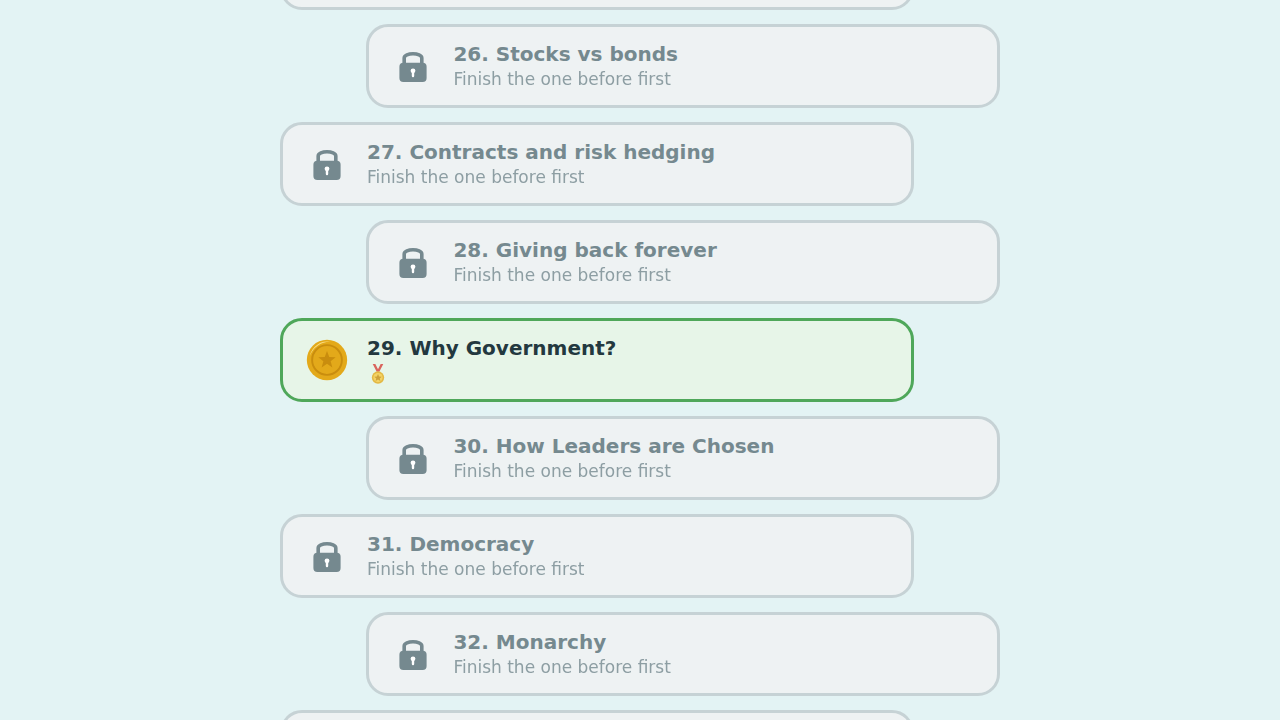 26. Stocks vs bonds
Finish the one before first
27. Contracts and risk hedging
Finish the one before first
28. Giving back forever
Finish the one before first
29. Why Government?
30. How Leaders are Chosen
Finish the one before first
31. Democracy
Finish the one before first
32. Monarchy
Finish the one before first